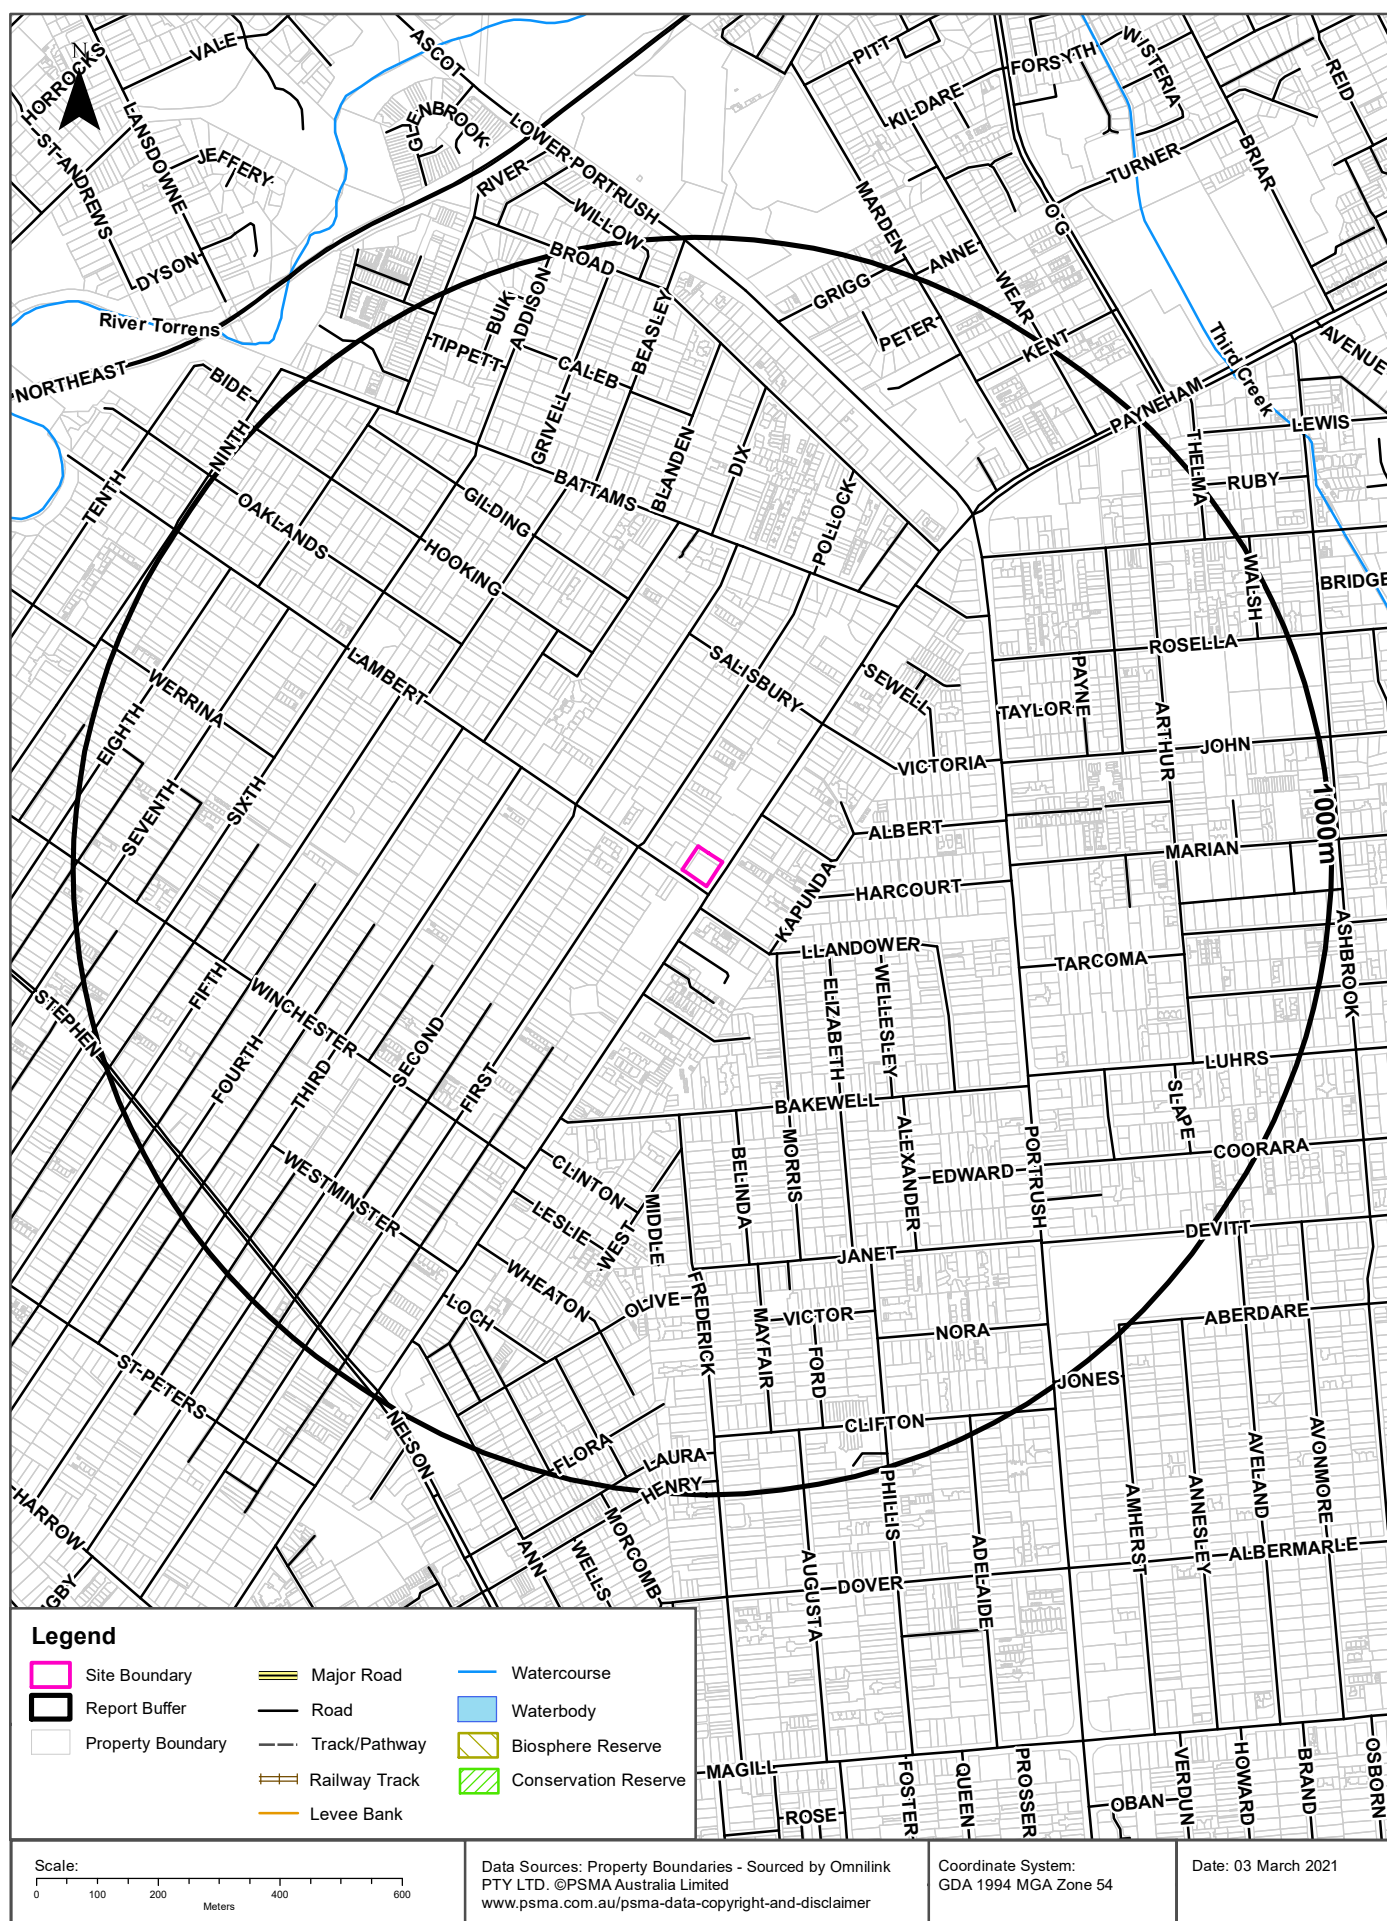 HORROCKS
N
VALE
ASCOT
PITT
FORSYTH
WISTERIA
REID
KILDARE
LANSDOWNE
ST-ANDREWS
JEFFERY
GLENBROOK
LOWER-PORTRUSH
RIVER
TURNER
BRIAR
MARDEN
O'G
WILLOW
BROAD
DYSON
ANNE
GRIGG
WEAR
PETER
KENT
River Torrens
BUIK
ADDISON
BEASLEY
TIPPETT
CALEB
Third Creek
AVENUE
NORTHEAST
BIDE
PAYNEHAM
LEWIS
NINTH
GRIVELL
BLANDEN
DIX
THELMA
RUBY
TENTH
OAKLANDS
GILDING
BATTAMS
POLLOCK
HOOKING
WALSH
BRIDGE
ROSELLA
WERRINA
LAMBERT
SALISBURY
SEWELL
PAYNE
TAYLOR
ARTHUR
JOHN
EIGHTH
VICTORIA
SEVENTH
SIXTH
ALBERT
1000m
MARIAN
KAPUNDA
HARCOURT
LLANDOWER
TARCOMA
ASHBROOK
STEPHEN
FIFTH
WINCHESTER
ELIZABETH
WELLESLEY
FOURTH
THIRD
SECOND
FIRST
LUHRS
SLAPE
BAKEWELL
COORARA
WESTMINSTER
CLINTON
BELINDA
MORRIS
ALEXANDER
EDWARD
PORTRUSH
LESLIE
WEST
MIDDLE
DEVITT
JANET
WHEATON
LOCH
OLIVE
FREDERICK
MAYFAIR
VICTOR
NORA
ABERDARE
FORD
ST-PETERS
JONES
CLIFTON
NELSON
FLORA
LAURA
HENRY
PHILLIS
AMHERST
ANNESLEY
AVELAND
AVONMORE
HARROW
ANN
WELLS
MORCOMB
AUGUSTA
ADELAIDE
ALBERMARLE
DOVER
IGBY
MAGILL
FOSTER
QUEEN
PROSSER
VERDUN
HOWARD
BRAND
OSBORN
ROSE
OBAN
Legend
Site Boundary
Report Buffer
Property Boundary
Major Road
Road
Track/Pathway
Railway Track
Levee Bank
Watercourse
Waterbody
Biosphere Reserve
Conservation Reserve
Scale:
0 100 200 400 600
Meters
Data Sources: Property Boundaries - Sourced by Omnilink
PTY LTD. ©PSMA Australia Limited
www.psma.com.au/psma-data-copyright-and-disclaimer
Coordinate System:
GDA 1994 MGA Zone 54
Date: 03 March 2021